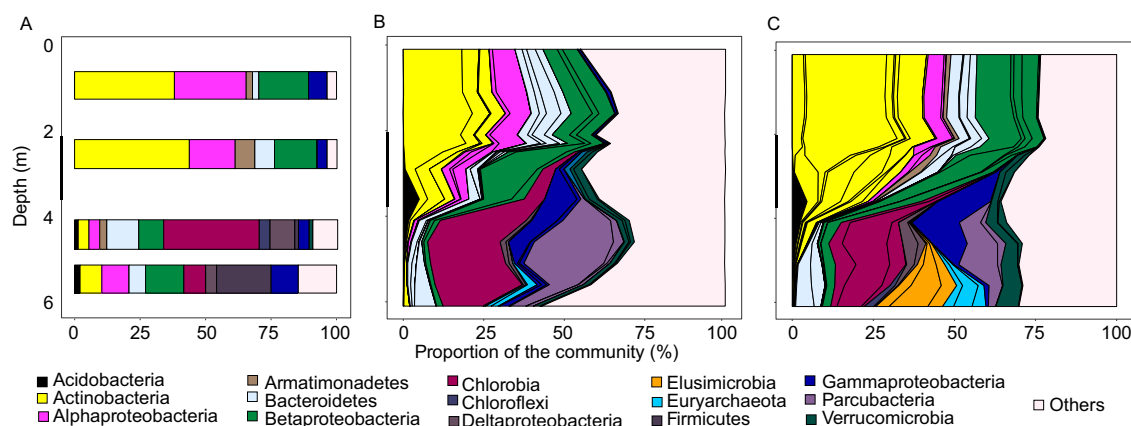 A
B
C
Depth (m)
0
2
4
6
0 25 50 75 100
0 25 50 75 100
0 25 50 75 100
Proportion of the community (%)
Acidobacteria Armatimonadetes Chlorobia Elusimicrobia Gammaproteobacteria
Actinobacteria Bacteroidetes Chloroflexi Euryarchaeota Parcubacteria Others
Alphaproteobacteria Betaproteobacteria Deltaproteobacteria Firmicutes Verrucomicrobia